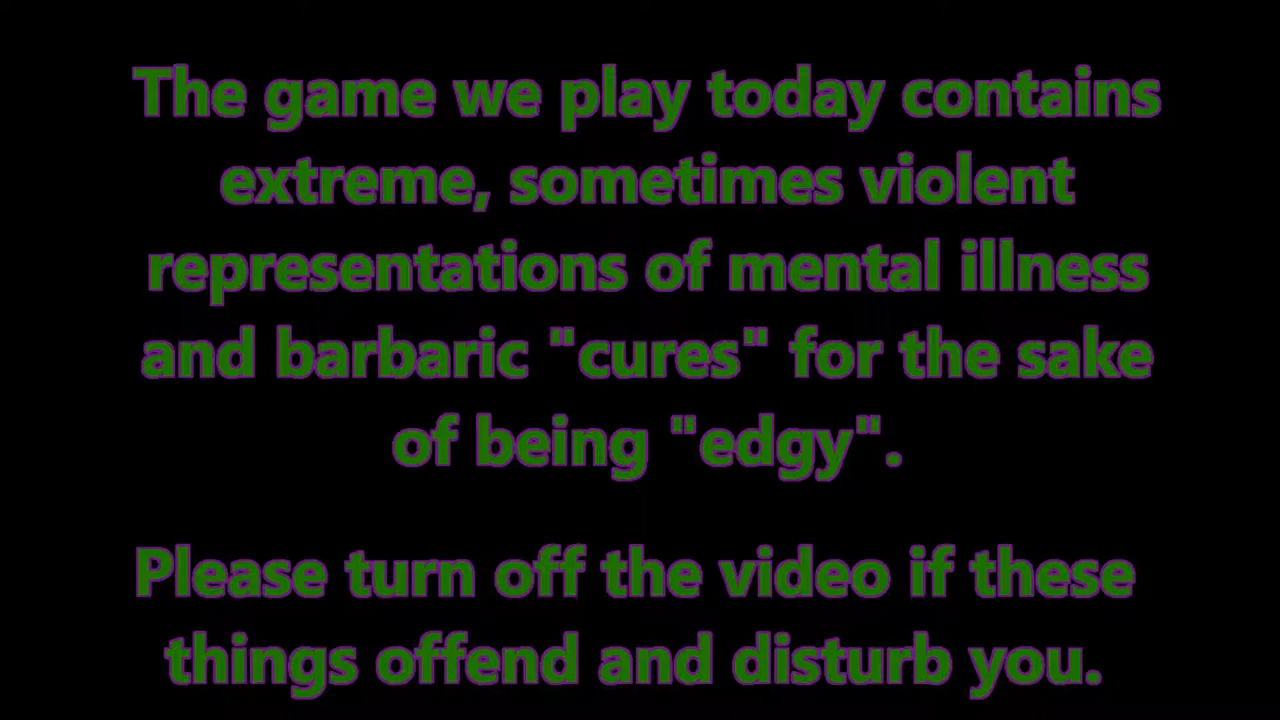 The game we play today contains
extreme, sometimes violent
representations of mental illness
and barbaric "cures" for the sake
of being "edgy".
Please turn off the video if these
things offend and disturb you.